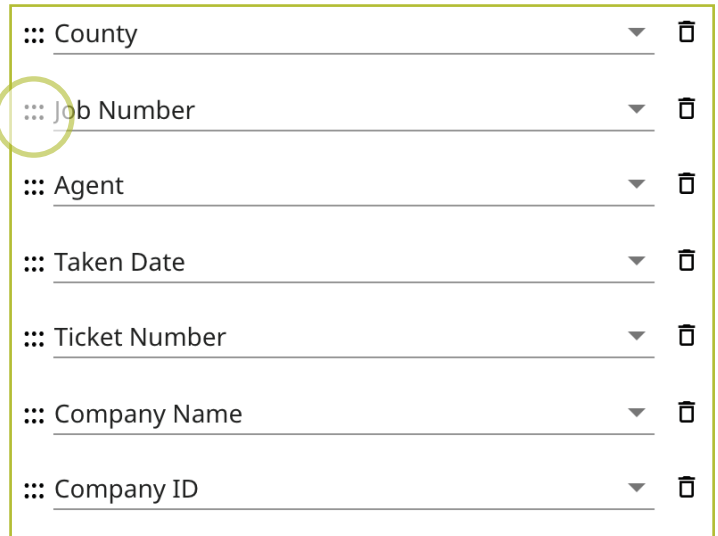 County
Job Number
Agent
Taken Date
Ticket Number
Company Name
Company ID